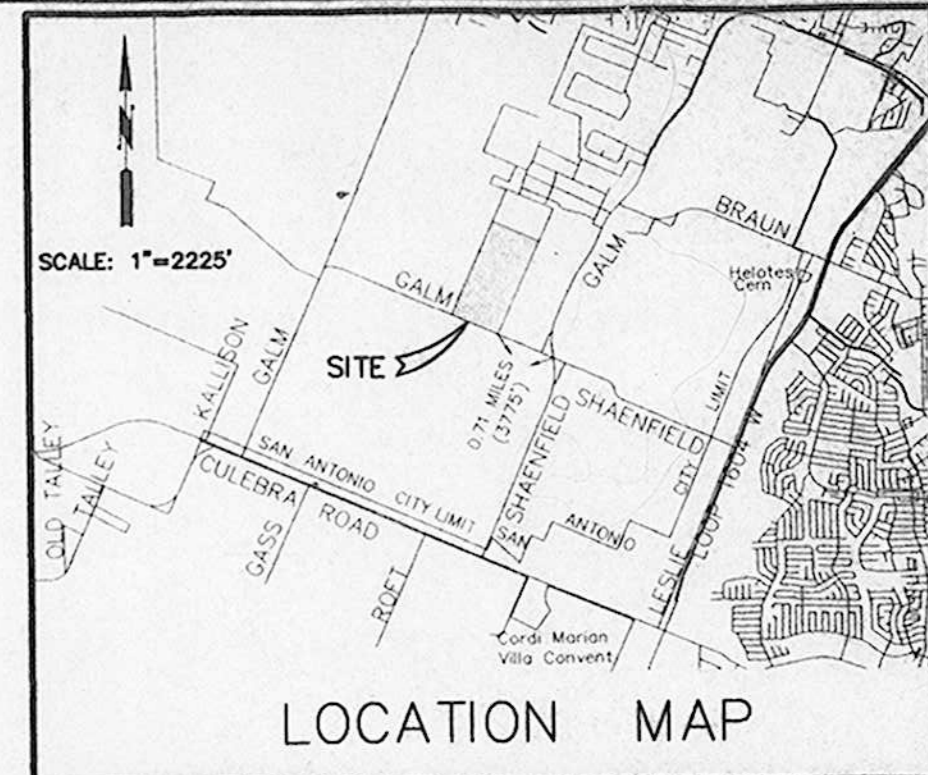 N
SCALE: 1"=2225'
BRAUN
GALM
Helotes
Cem
GALM
KALLISON
GALM
SITE
0.71 MILES
(3775')
SHAENFIELD
LIMIT
CITY
OLD TALLEY
TALLEY
SAN ANTONIO CITY LIMIT
CULEBRA ROAD
SHAENFIELD
SAN ANTONIO
LESLIE
LOOP 1604 W
GASS
ROFT
Cordi Marian
Villa Convent
LOCATION MAP